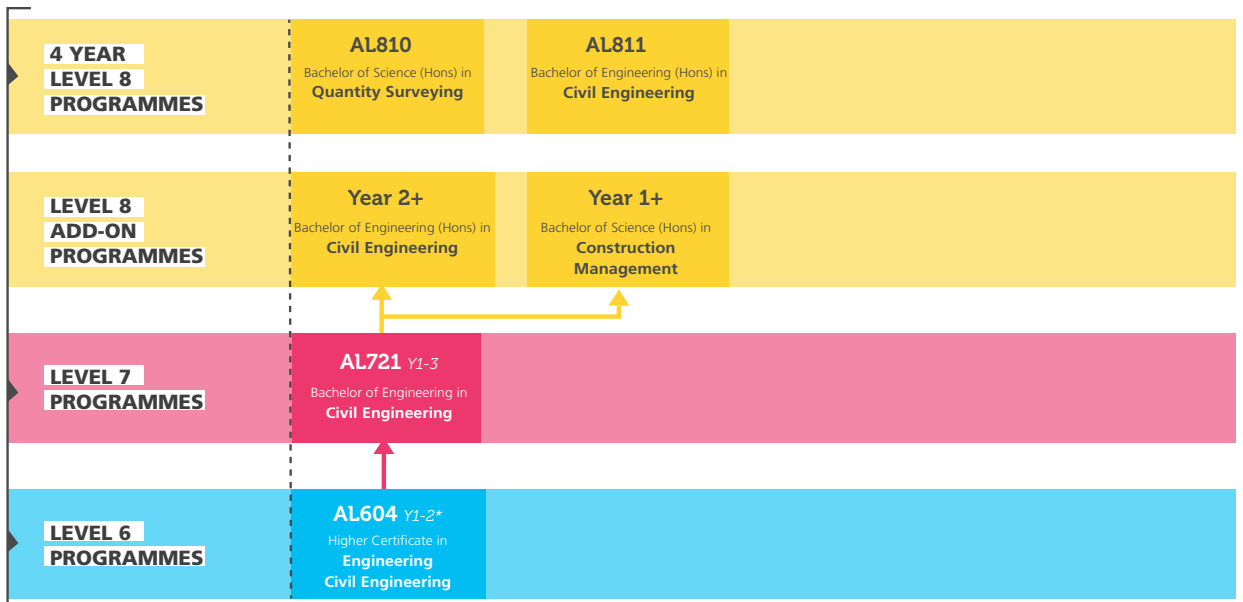 4 YEAR
LEVEL 8
PROGRAMMES
AL810
Bachelor of Science (Hons) in
Quantity Surveying
AL811
Bachelor of Engineering (Hons) in
Civil Engineering
LEVEL 8
ADD-ON
PROGRAMMES
Year 2+
Bachelor of Engineering (Hons) in
Civil Engineering
Year 1+
Bachelor of Science (Hons) in
Construction
Management
LEVEL 7
PROGRAMMES
AL721 Y1-3
Bachelor of Engineering in
Civil Engineering
LEVEL 6
PROGRAMMES
AL604 Y1-2*
Higher Certificate in
Engineering
Civil Engineering